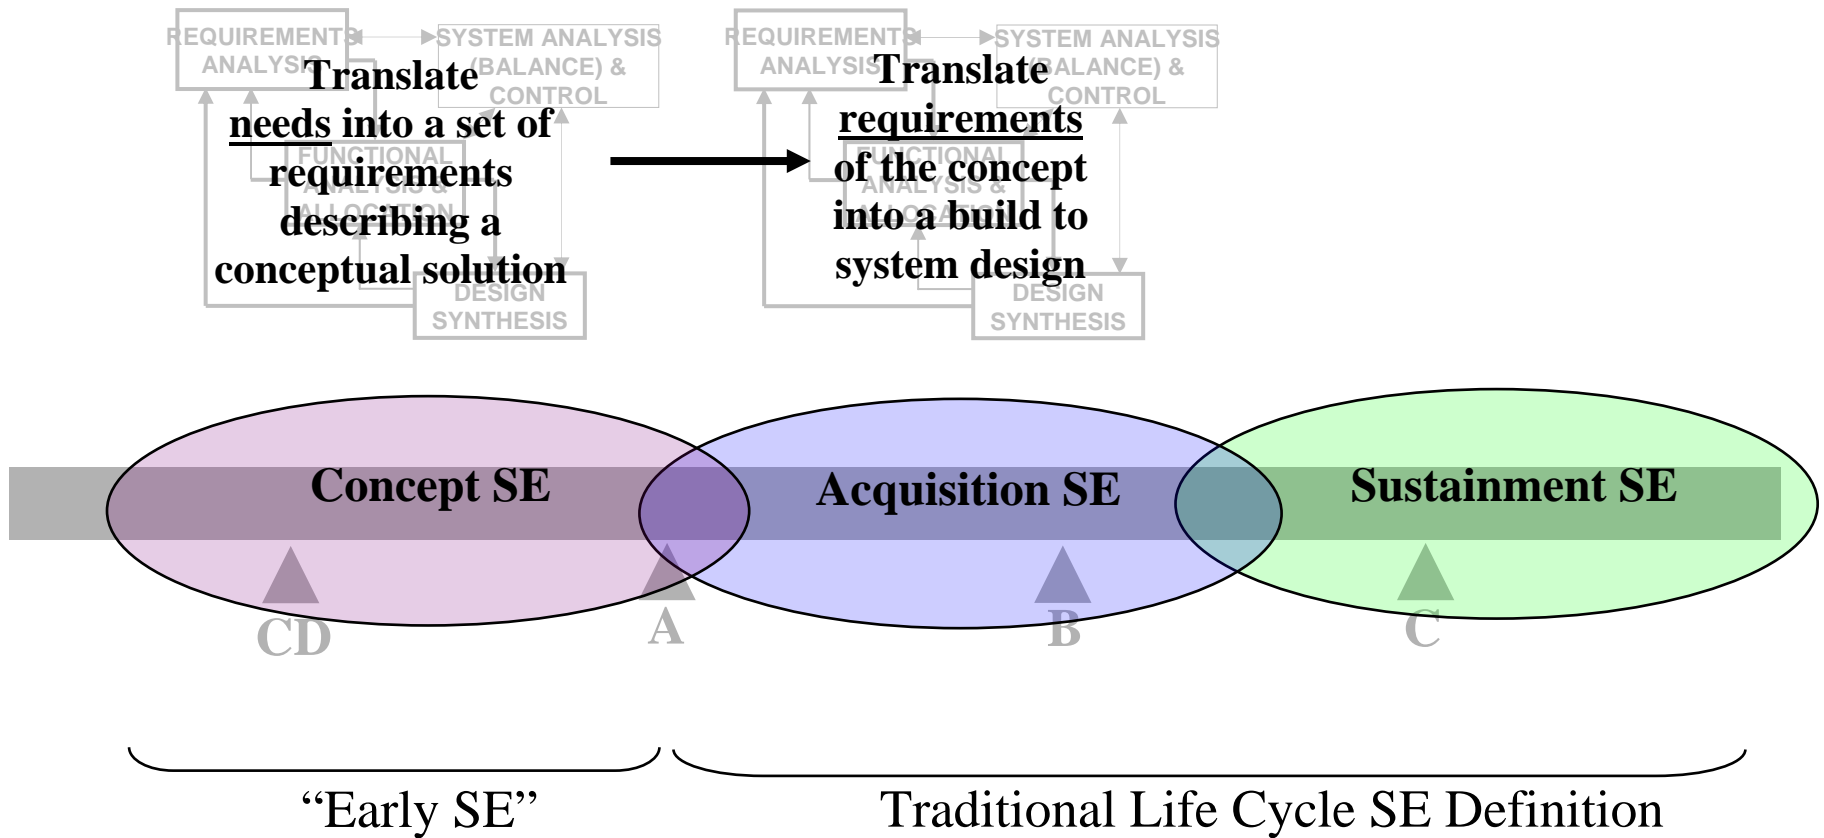 REQUIREMENTS
ANALYSIS
SYSTEM ANALYSIS
(BALANCE) &
CONTROL
FUNCTIONAL
ANALYSIS &
ALLOCATION
DESIGN
SYNTHESIS
Translate
needs into a set of
requirements
describing a
conceptual solution
REQUIREMENTS
ANALYSIS
SYSTEM ANALYSIS
(BALANCE) &
CONTROL
FUNCTIONAL
ANALYSIS &
ALLOCATION
DESIGN
SYNTHESIS
Translate
requirements
of the concept
into a build to
system design
Concept SE
Acquisition SE
Sustainment SE
CD
A
B
C
“Early SE”
Traditional Life Cycle SE Definition